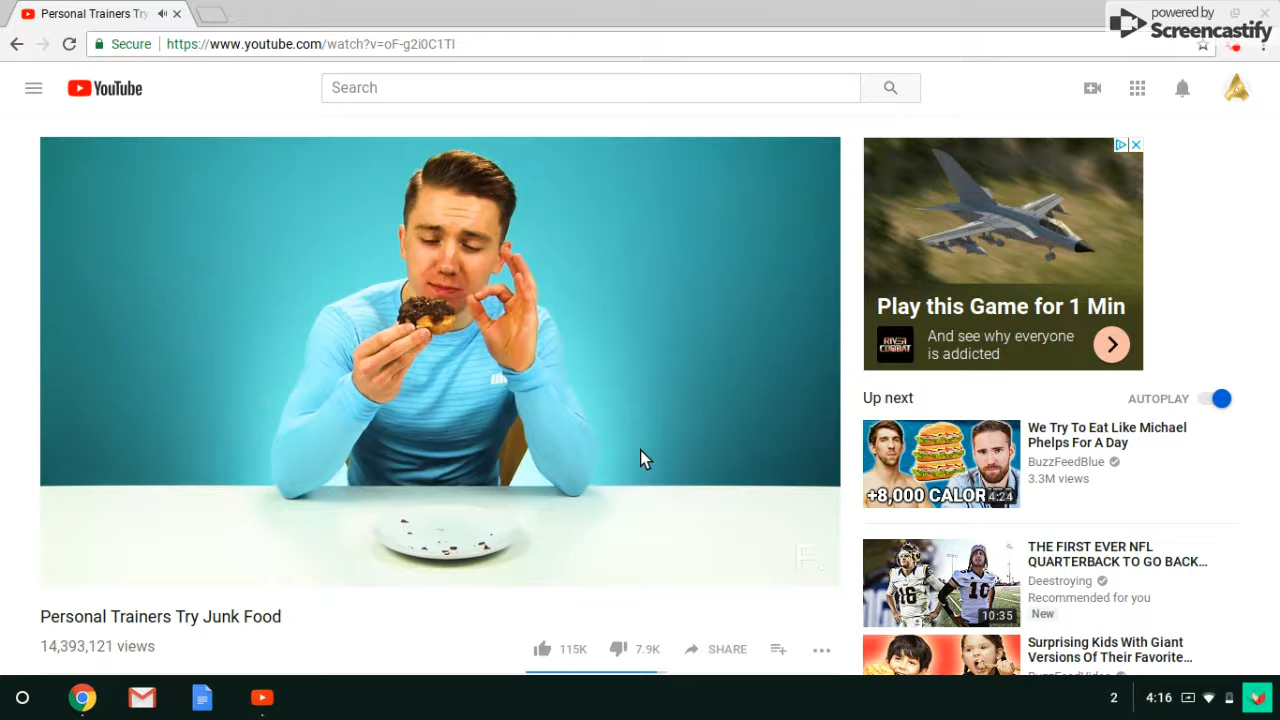 Personal Trainers Try
powered by
Screencastify
Secure
https://www.youtube.com/watch?v=oF-g2i0C1TI
YouTube
Search
Play this Game for 1 Min
RIVER COMBAT
And see why everyone
is addicted
Up next
AUTOPLAY
+8,000 CALOR
4:24
We Try To Eat Like Michael
Phelps For A Day
BuzzFeedBlue
3.3M views
10:35
THE FIRST EVER NFL
QUARTERBACK TO GO BACK...
Deestroying
Recommended for you
New
Personal Trainers Try Junk Food
14,393,121 views
115K
7.9K
SHARE
Surprising Kids With Giant
Versions Of Their Favorite...
2
4:16